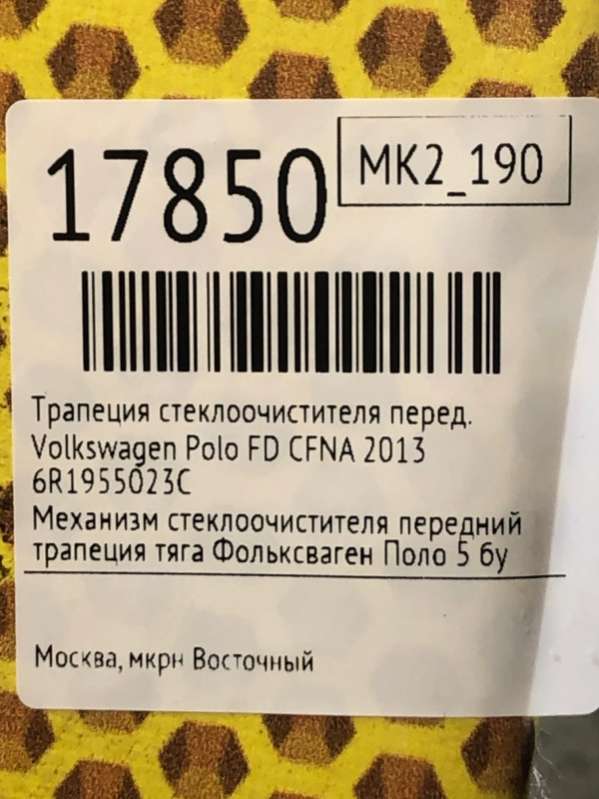 17850
МК2_190
Трапеция стеклоочистителя перед.
Volkswagen Polo FD CFNA 2013
6R1955023C
Механизм стеклоочистителя передний
трапеция тяга Фольксваген Поло 5 бу
Москва, мкрн Восточный